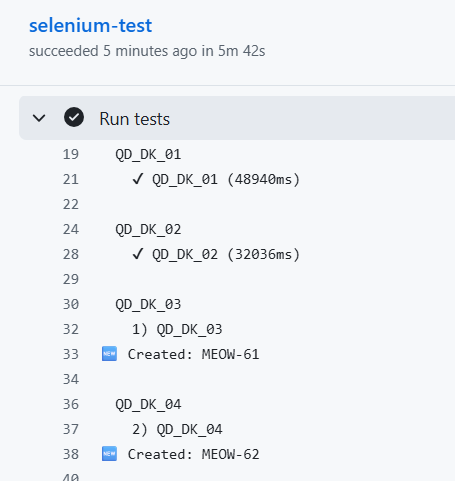 selenium-test
succeeded 5 minutes ago in 5m 42s
Run tests
19 QD_DK_01
21 ✓ QD_DK_01 (48940ms)
22
24 QD_DK_02
28 ✓ QD_DK_02 (32036ms)
29
30 QD_DK_03
32 1) QD_DK_03
33 🆕 Created: MEOW-61
34
36 QD_DK_04
37 2) QD_DK_04
38 🆕 Created: MEOW-62
40